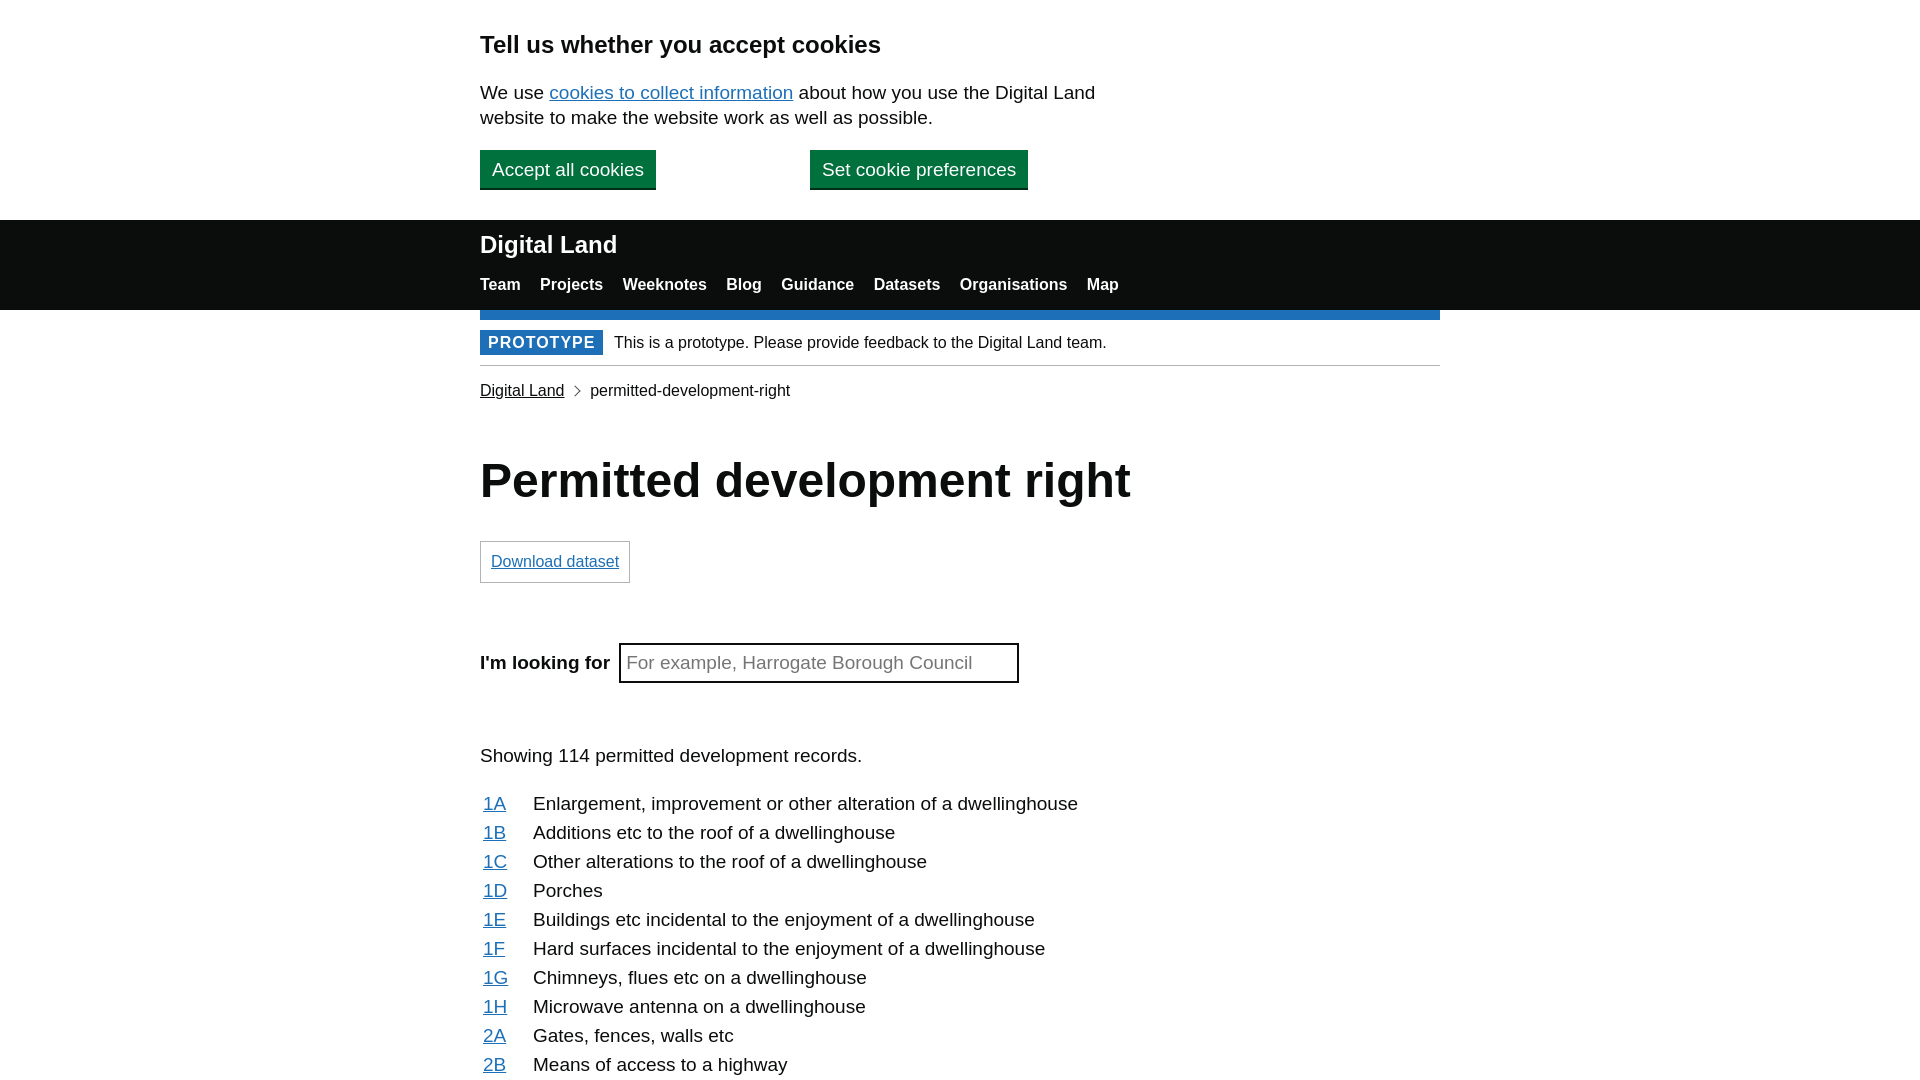 Tell us whether you accept cookies
We use cookies to collect information about how you use the Digital Land
website to make the website work as well as possible.
Accept all cookies
Set cookie preferences
Digital Land
Team Projects Weeknotes Blog Guidance Datasets Organisations Map
PROTOTYPE This is a prototype. Please provide feedback to the Digital Land team.
Digital Land > permitted-development-right
Permitted development right
Download dataset
I'm looking for For example, Harrogate Borough Council
Showing 114 permitted development records.
1A Enlargement, improvement or other alteration of a dwellinghouse
1B Additions etc to the roof of a dwellinghouse
1C Other alterations to the roof of a dwellinghouse
1D Porches
1E Buildings etc incidental to the enjoyment of a dwellinghouse
1F Hard surfaces incidental to the enjoyment of a dwellinghouse
1G Chimneys, flues etc on a dwellinghouse
1H Microwave antenna on a dwellinghouse
2A Gates, fences, walls etc
2B Means of access to a highway